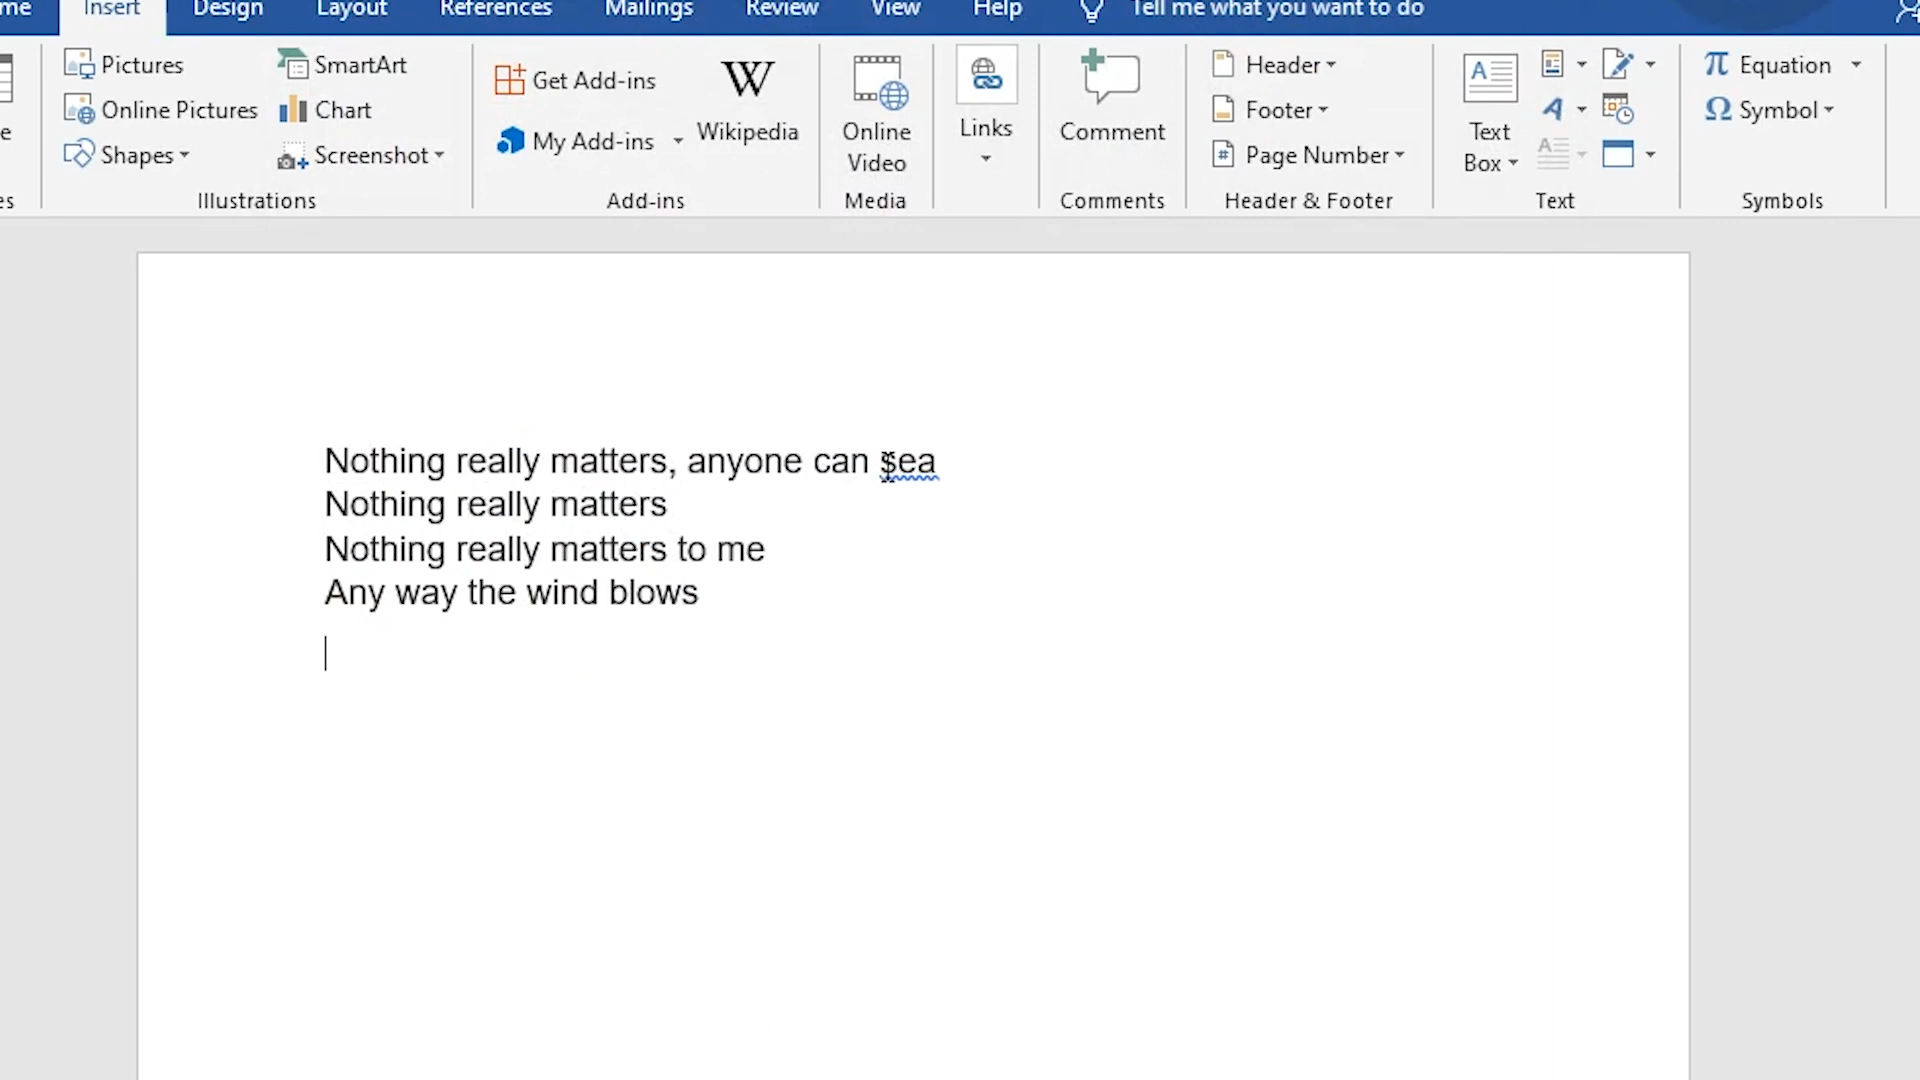 Insert Design Layout References Mailings Review View Help Tell me what you want to do
Pictures
Online Pictures
Shapes
SmartArt
Chart
Screenshot
Illustrations
Get Add-ins
My Add-ins
W
Wikipedia
Add-ins
Online
Video
Media
Links
Comment
Comments
Header
Footer
Page Number
Header & Footer
Text
Box
Text
Equation
Symbol
Symbols
Nothing really matters, anyone can sea
Nothing really matters
Nothing really matters to me
Any way the wind blows